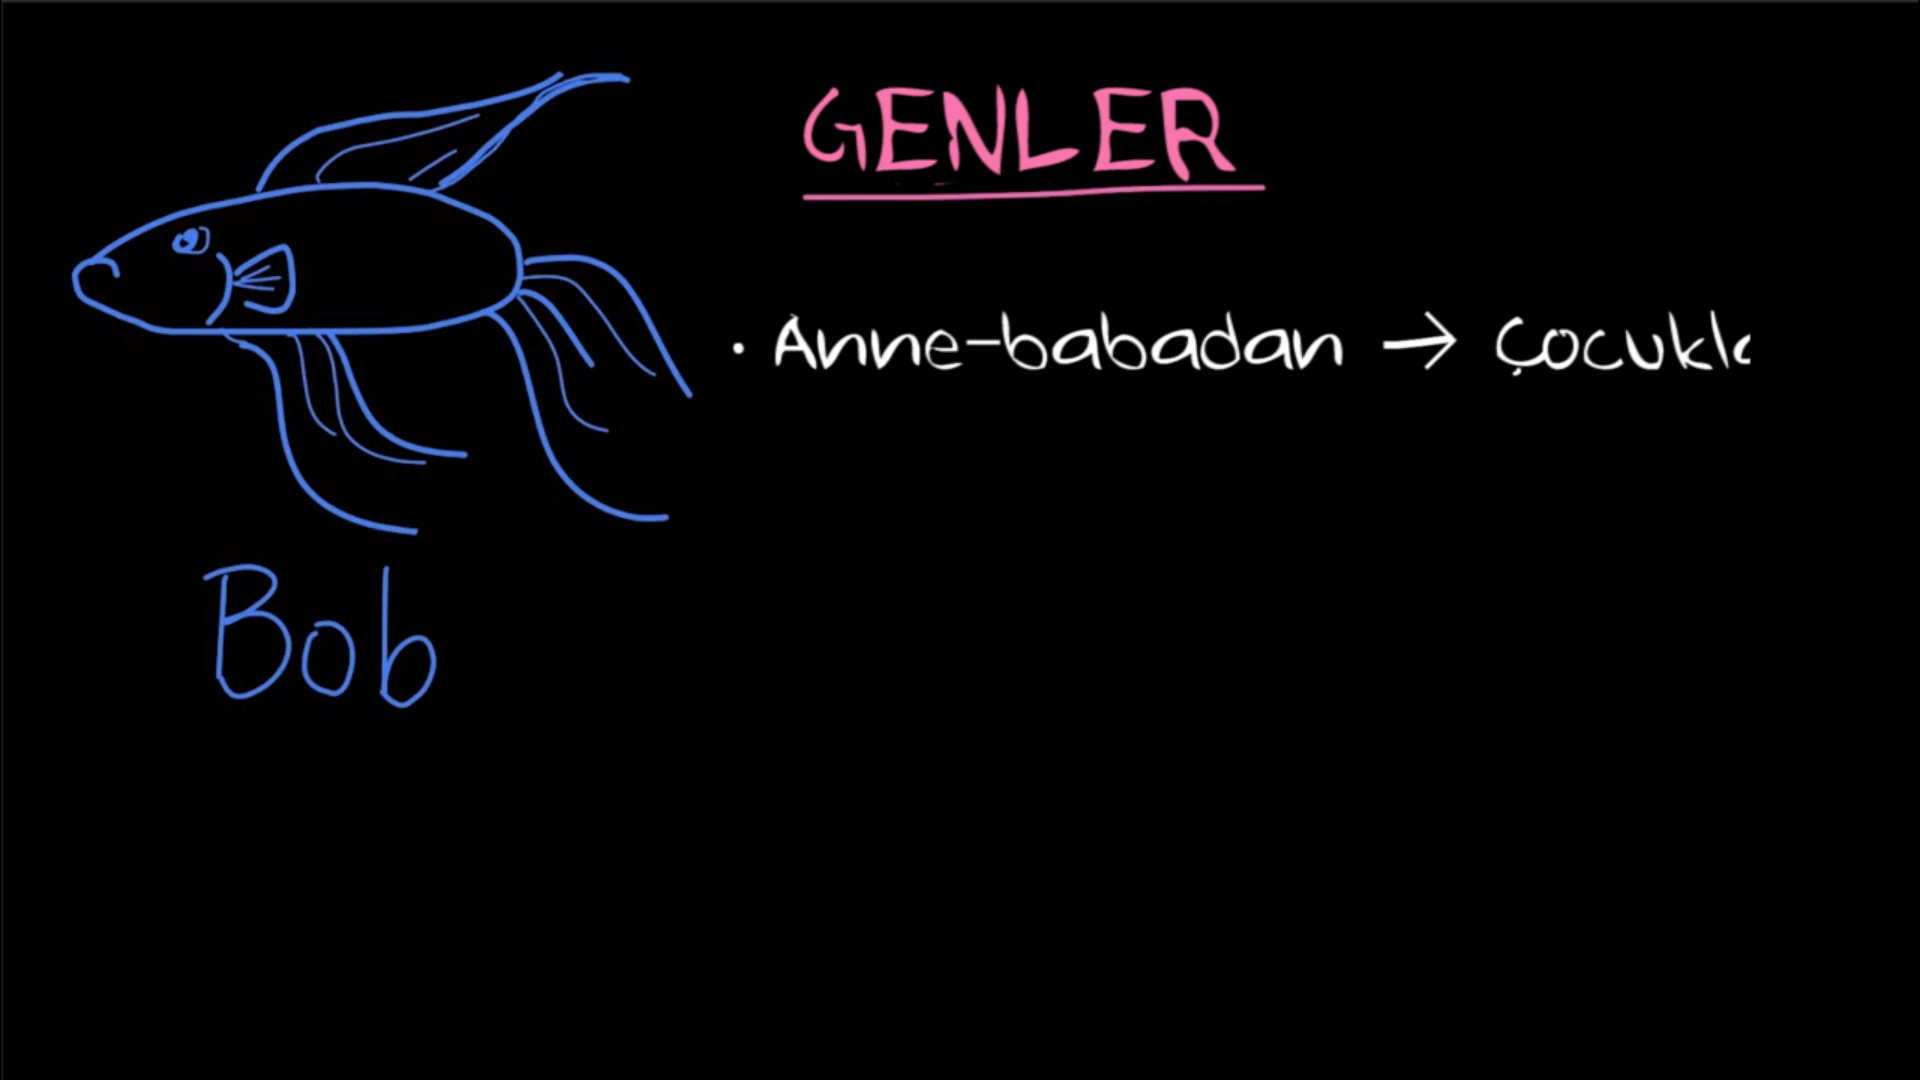 GENLER
· Anne-babadan → çocukl
Bob